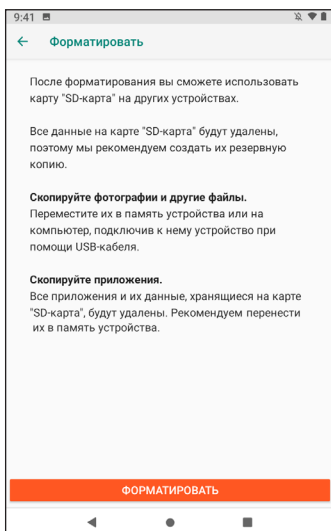 9:41
Форматировать
После форматирования вы сможете использовать
карту "SD-карта" на других устройствах.
Все данные на карте "SD-карта" будут удалены,
поэтому мы рекомендуем создать их резервную
копию.
Скопируйте фотографии и другие файлы.
Переместите их в память устройства или на
компьютер, подключив к нему устройство при
помощи USB-кабеля.
Скопируйте приложения.
Все приложения и их данные, хранящиеся на карте
"SD-карта", будут удалены. Рекомендуем перенести
их в память устройства.
ФОРМАТИРОВАТЬ